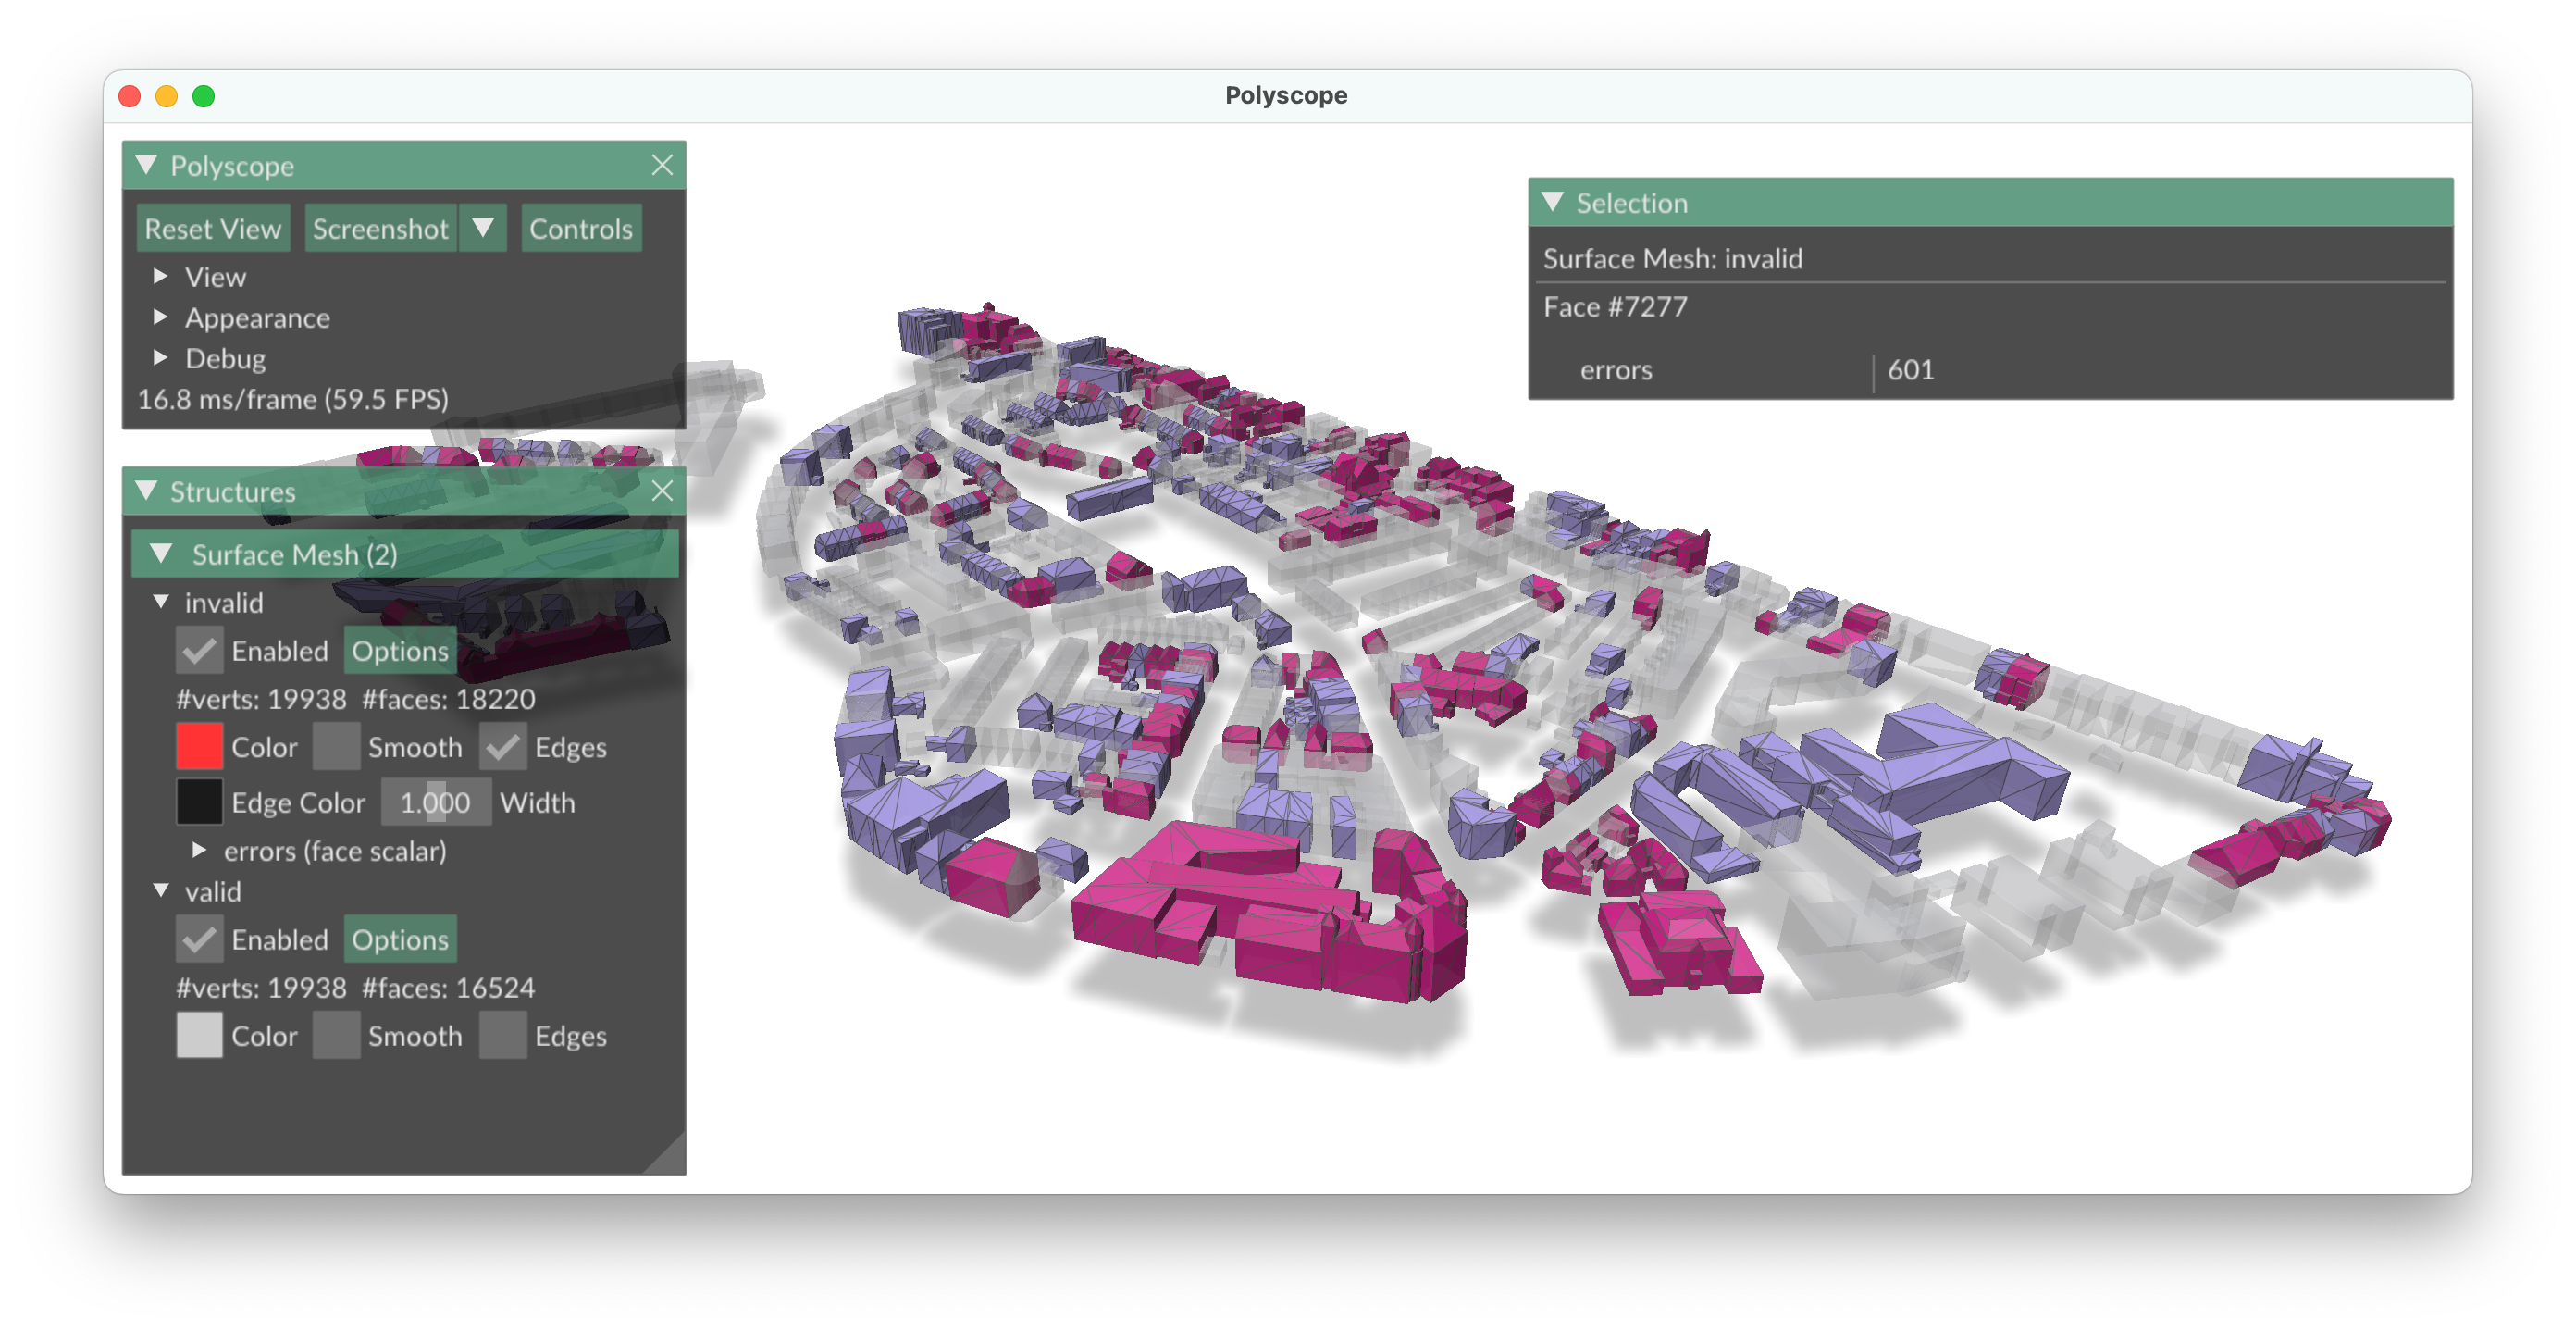 Polyscope
Polyscope
Reset View Screenshot Controls
View
Appearance
Debug
16.8 ms/frame (59.5 FPS)
Structures
Surface Mesh (2)
invalid
Enabled Options
#verts: 19938 #faces: 18220
Color Smooth Edges
Edge Color 1.000 Width
errors (face scalar)
valid
Enabled Options
#verts: 19938 #faces: 16524
Color Smooth Edges
Selection
Surface Mesh: invalid
Face #7277
errors 601